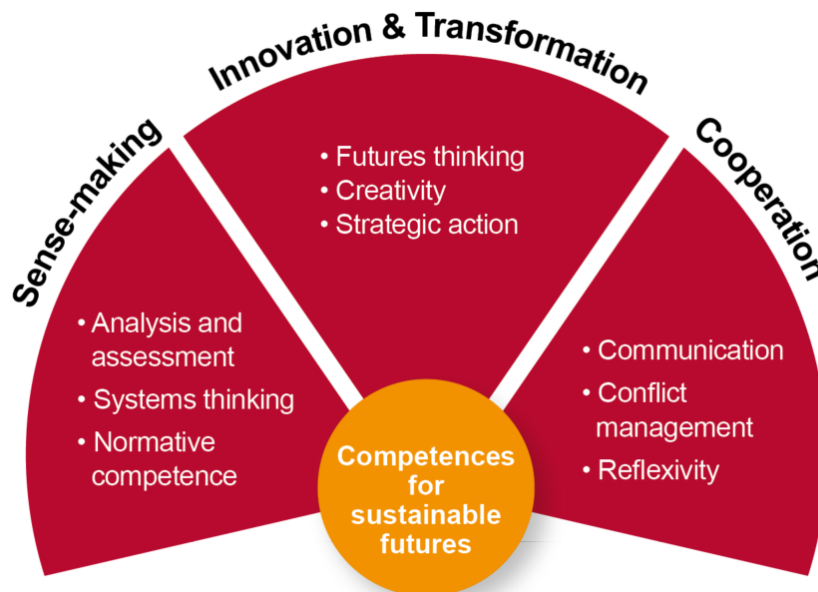 Sense-making
• Analysis and
assessment
• Systems thinking
• Normative
competence
Innovation & Transformation
• Futures thinking
• Creativity
• Strategic action
Cooperation
• Communication
• Conflict
management
• Reflexivity
Competences
for
sustainable
futures